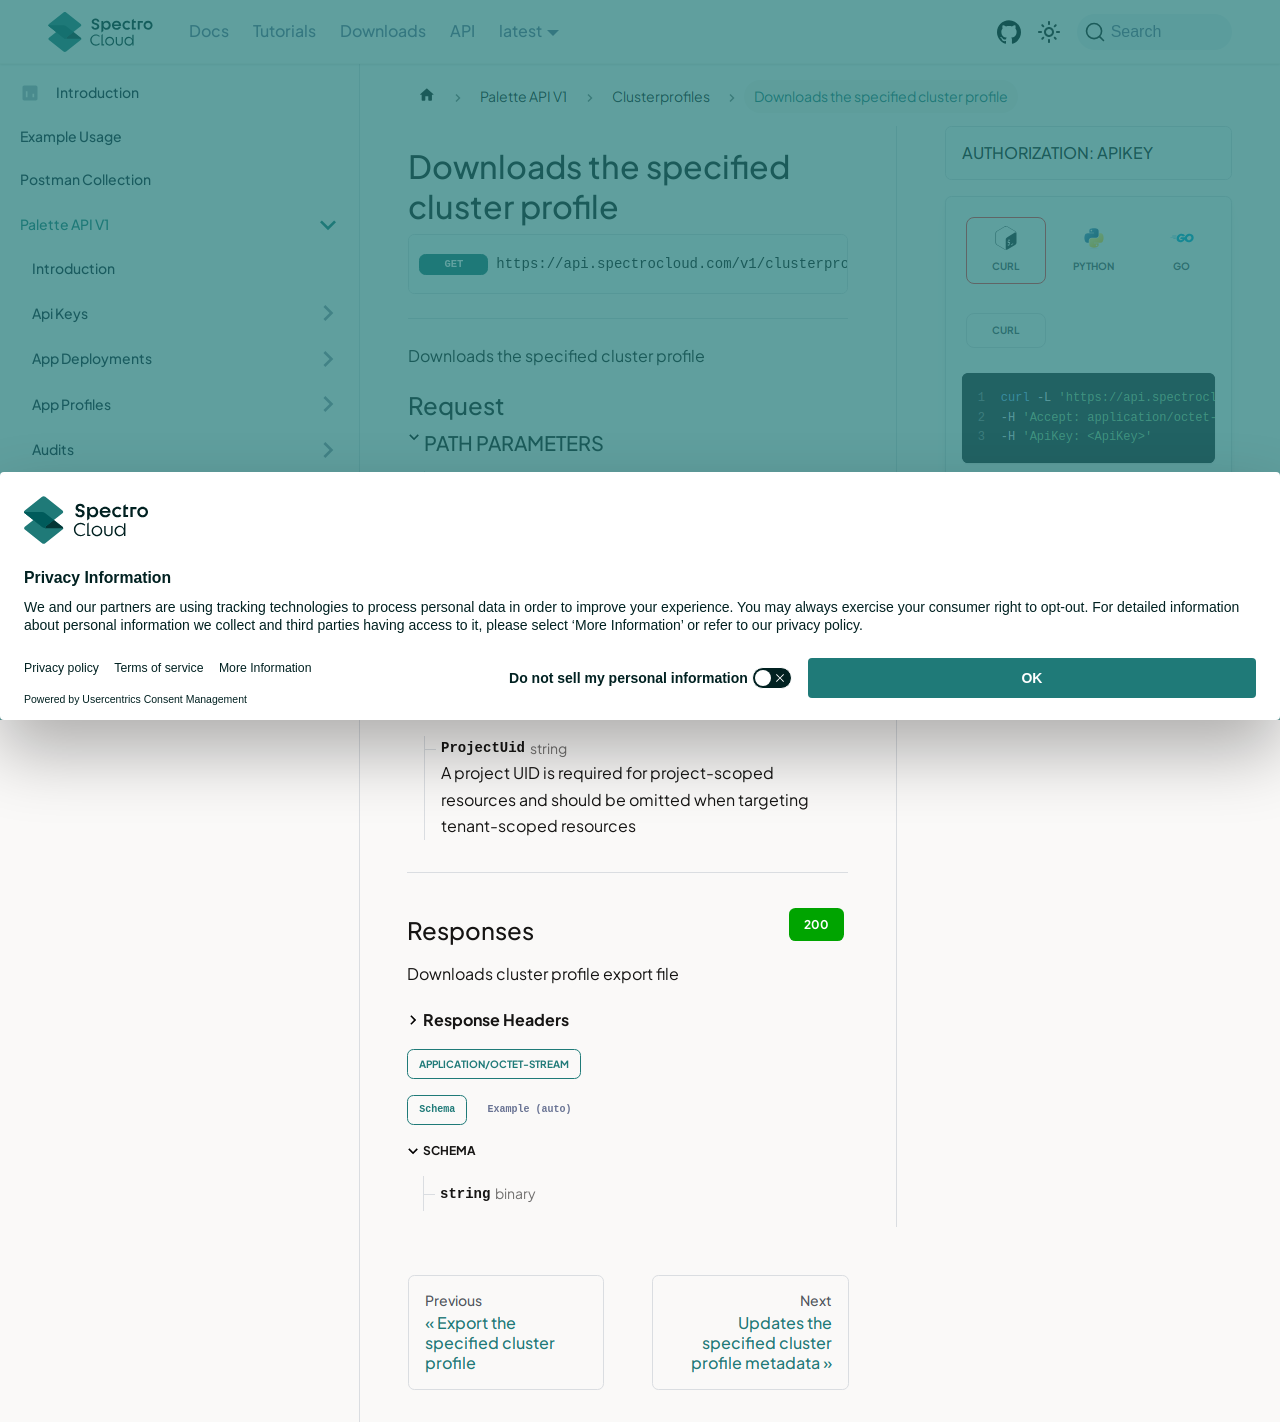 Spectro Cloud
Docs
Tutorials
Downloads
API
latest
Search
Introduction
Example Usage
Postman Collection
Palette API V1
Introduction
Api Keys
App Deployments
App Profiles
Audits
Palette API V1
Clusterprofiles
Downloads the specified cluster profile
Downloads the specified
cluster profile
GET https://api.spectrocloud.com/v1/clusterpro
Downloads the specified cluster profile
Request
PATH PARAMETERS
AUTHORIZATION: APIKEY
CURL
PYTHON
GO
CURL
1 curl -L 'https://api.spectrocl
2 -H 'Accept: application/octet-
3 -H 'ApiKey: <ApiKey>'
Spectro
Cloud
Privacy Information
We and our partners are using tracking technologies to process personal data in order to improve your experience. You may always exercise your consumer right to opt-out. For detailed information
about personal information we collect and third parties having access to it, please select ‘More Information’ or refer to our privacy policy.
Privacy policy
Terms of service
More Information
Powered by Usercentrics Consent Management
Do not sell my personal information
OK
ProjectUid string
A project UID is required for project-scoped
resources and should be omitted when targeting
tenant-scoped resources
Responses
200
Downloads cluster profile export file
Response Headers
APPLICATION/OCTET-STREAM
Schema
Example (auto)
SCHEMA
string binary
Previous
« Export the
specified cluster
profile
Next
Updates the
specified cluster
profile metadata »